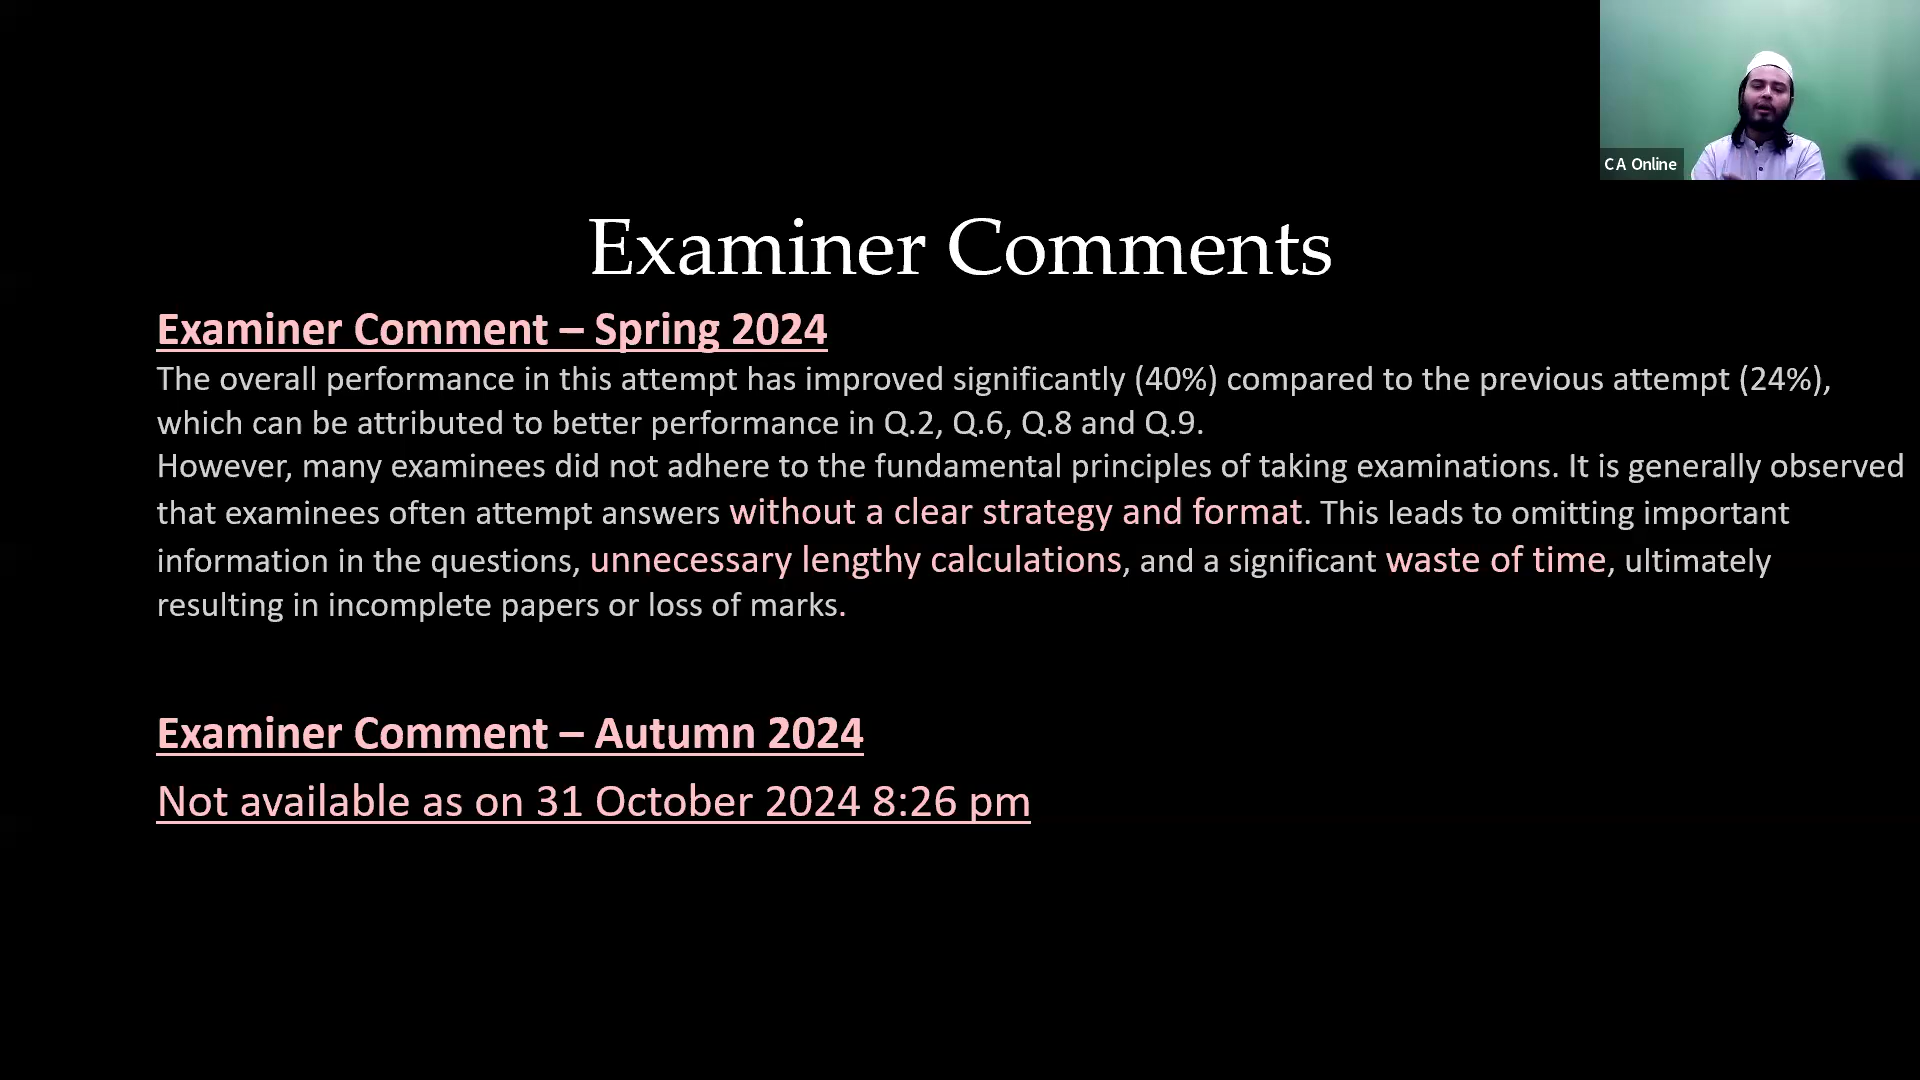 C A Online
Examiner Comments
Examiner Comment – Spring 2024
The overall performance in this attempt has improved significantly (40%) compared to the previous attempt (24%),
which can be attributed to better performance in Q.2, Q.6, Q.8 and Q.9.
However, many examinees did not adhere to the fundamental principles of taking examinations. It is generally observed
that examinees often attempt answers without a clear strategy and format. This leads to omitting important
information in the questions, unnecessary lengthy calculations, and a significant waste of time, ultimately
resulting in incomplete papers or loss of marks.
Examiner Comment – Autumn 2024
Not available as on 31 October 2024 8:26 pm